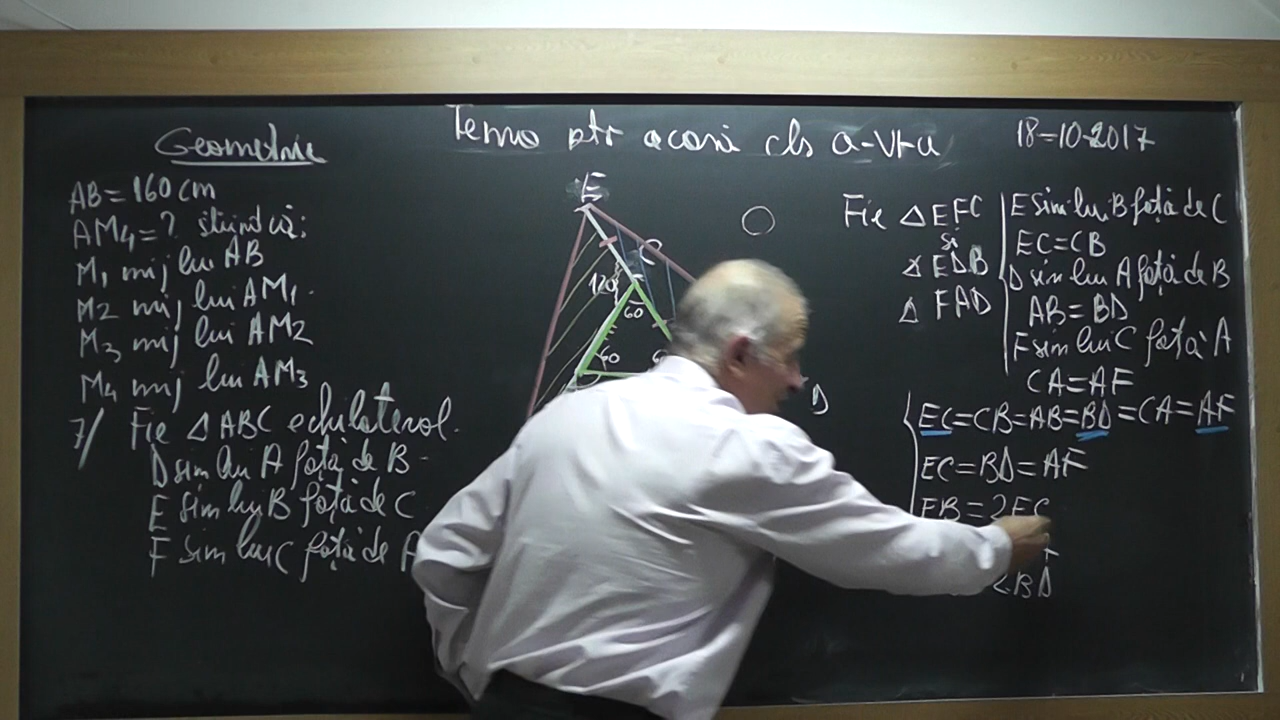 Geometrie
Tema ptr acasă cls a-VI-a
18-10-2017
AB = 160 cm
AM4 = ? știind că:
M1 mij lui AB
M2 mij lui AM1.
M3 mij lui AM2
M4 mij lui AM3
7/ Fie △ ABC echilateral.
D sim lui A față de B
E sim lui B față de C
F sim lui C față de A
E
C
120
60
60
D
Fie △ EFC
și
△ EDB
△ FAD
E sim lui B față de C
EC = CB
D sim lui A față de B
AB = BD
F sim lui C față A
CA = AF
EC = CB = AB = BD = CA = AF
EC = BD = AF
EB = 2EC
2BD